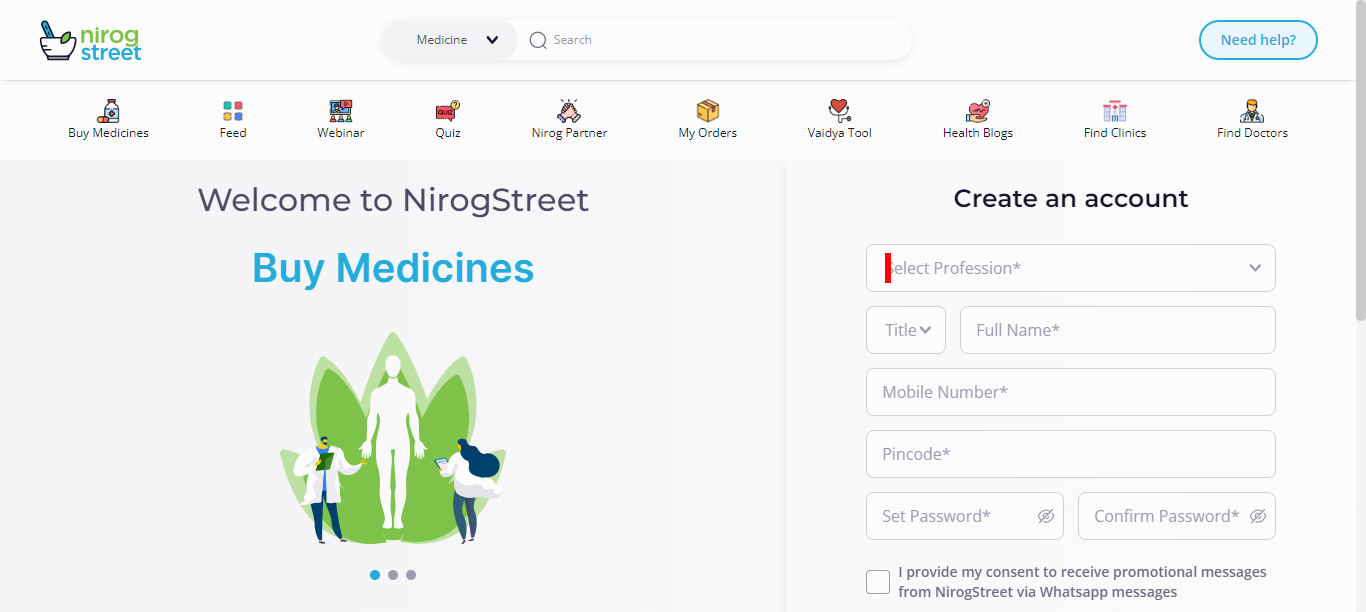 nirog
street
Medicine
Search
Need help?
Buy Medicines
Feed
QUIZ
Webinar
Quiz
Nirog Partner
My Orders
Vaidya Tool
Health Blogs
Find Clinics
Find Doctors
Welcome to NirogStreet
Buy Medicines
Create an account
Select Profession*
Title
Full Name*
Mobile Number*
Pincode*
Set Password*
Confirm Password*
I provide my consent to receive promotional messages
from NirogStreet via Whatsapp messages